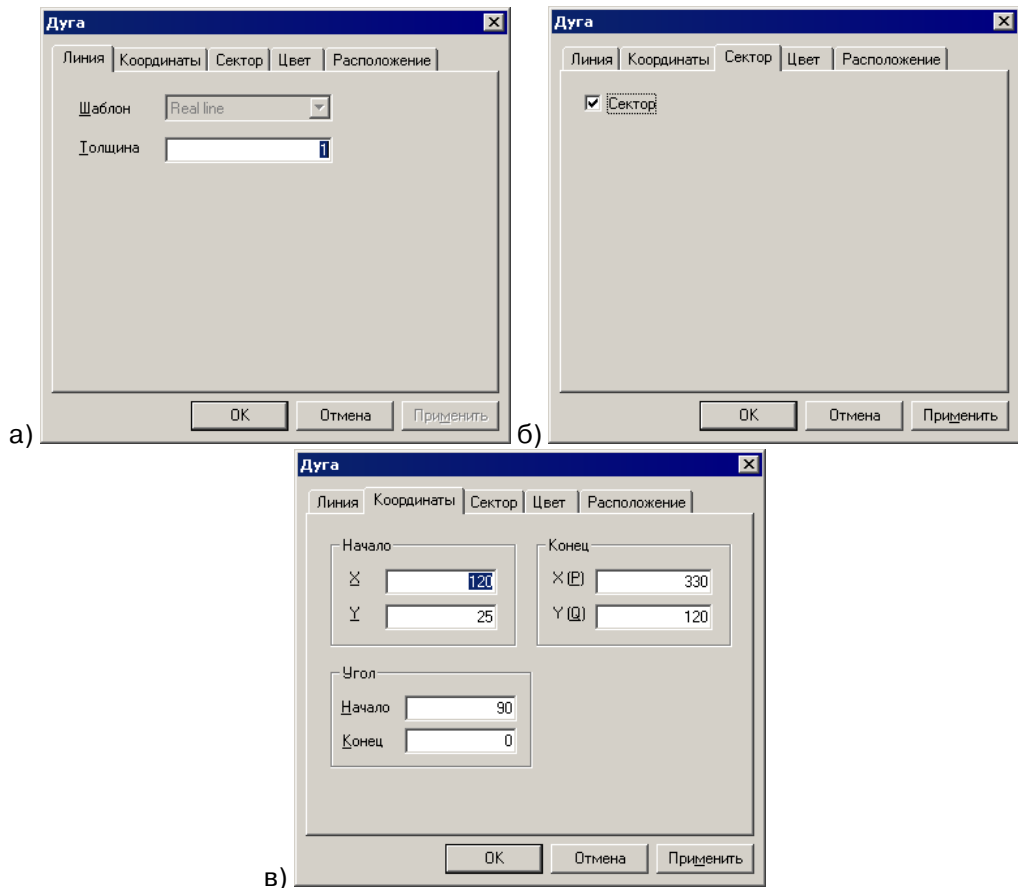 Дуга
Линия Координаты Сектор Цвет Расположение
Шаблон Real line
Толщина 1
OK Отмена Применить
а)
Дуга
Линия Координаты Сектор Цвет Расположение
Сектор
OK Отмена Применить
б)
Дуга
Линия Координаты Сектор Цвет Расположение
Начало Конец
X 120 X (P) 330
Y 25 Y (Q) 120
Угол
Начало 90
Конец 0
OK Отмена Применить
в)